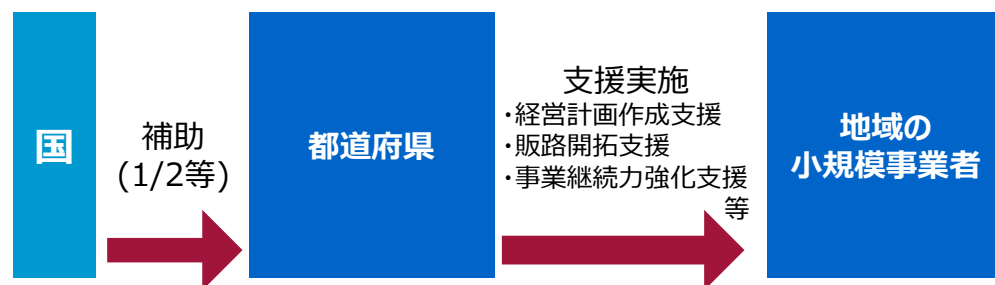 国
補助
(1/2等)
都道府県
支援実施
・経営計画作成支援
・販路開拓支援
・事業継続力強化支援
等
地域の
小規模事業者